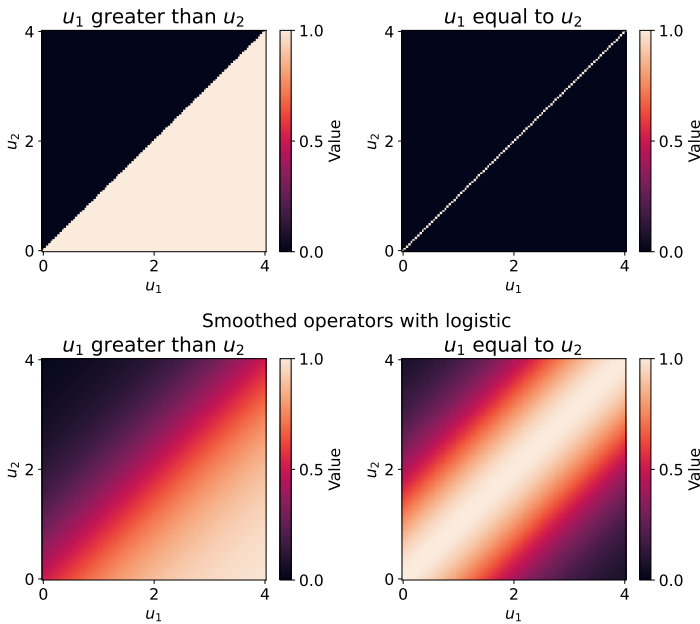 u₁ greater than u₂
4
2
0
u₂
0 2 4
u₁
1.0
0.5
0.0
Value
u₁ equal to u₂
4
2
0
u₂
0 2 4
u₁
1.0
0.5
0.0
Value
Smoothed operators with logistic
u₁ greater than u₂
4
2
0
u₂
0 2 4
u₁
1.0
0.5
0.0
Value
u₁ equal to u₂
4
2
0
u₂
0 2 4
u₁
1.0
0.5
0.0
Value